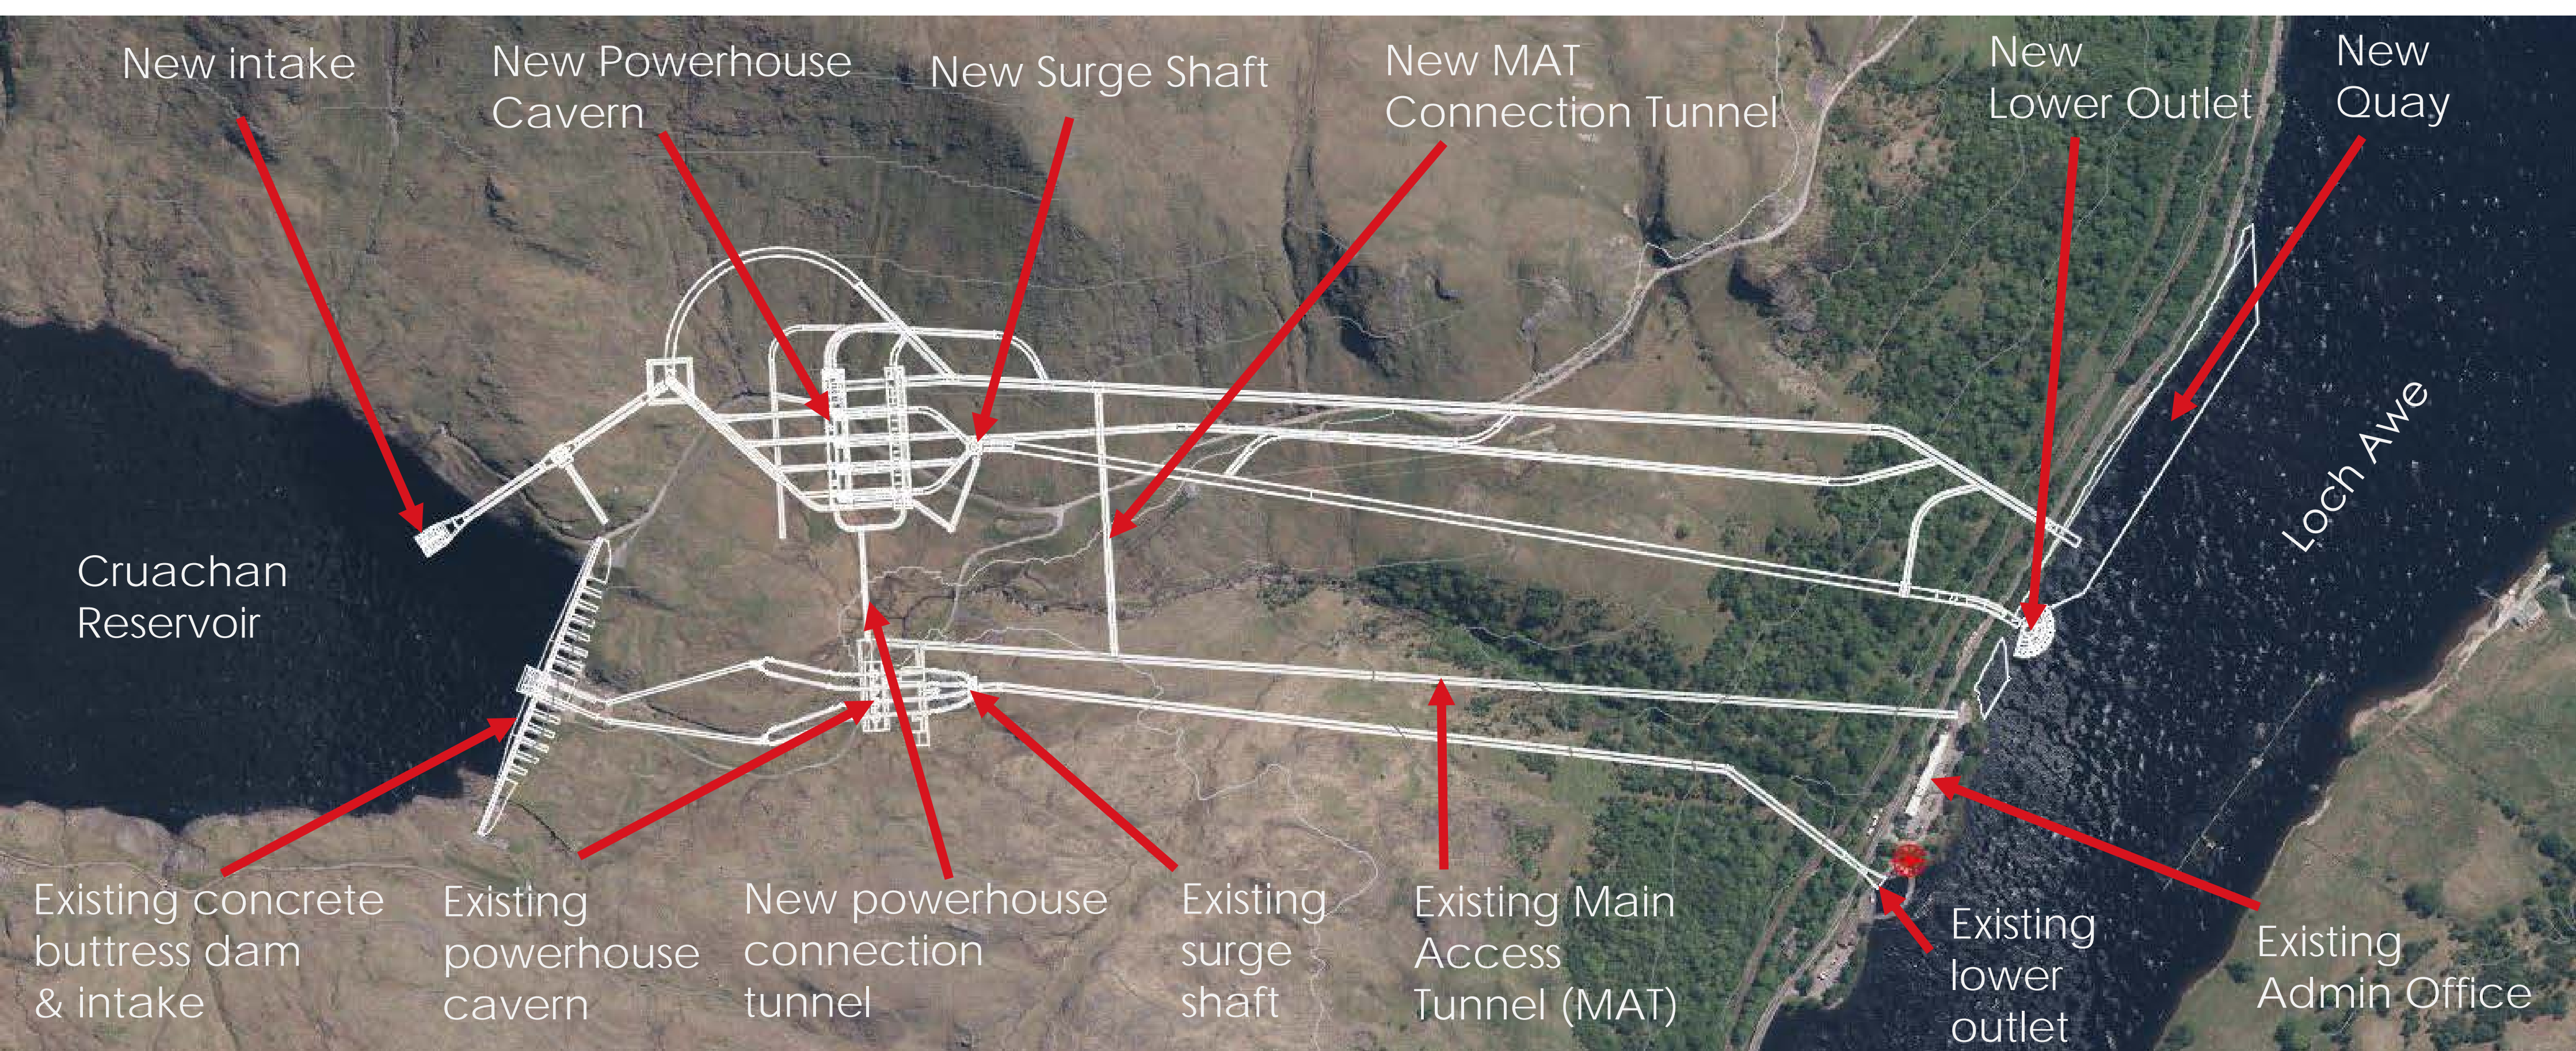 New intake
New Powerhouse
Cavern
New Surge Shaft
New MAT
Connection Tunnel
New
Lower Outlet
New
Quay
Loch Awe
Cruachan
Reservoir
Existing concrete
buttress dam
& intake
Existing
powerhouse
cavern
New powerhouse
connection
tunnel
Existing
surge
shaft
Existing Main
Access
Tunnel (MAT)
Existing
lower
outlet
Existing
Admin Office